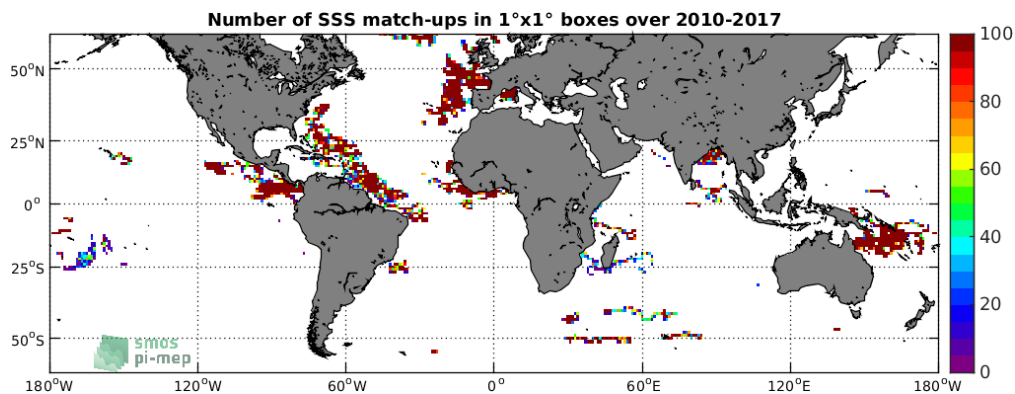 Number of SSS match-ups in 1°x1° boxes over 2010-2017
100
50°N
80
25°N
60
0°
40
25°S
20
50°S
smos
pi-mep
0
180°W 120°W 60°W 0° 60°E 120°E 180°W